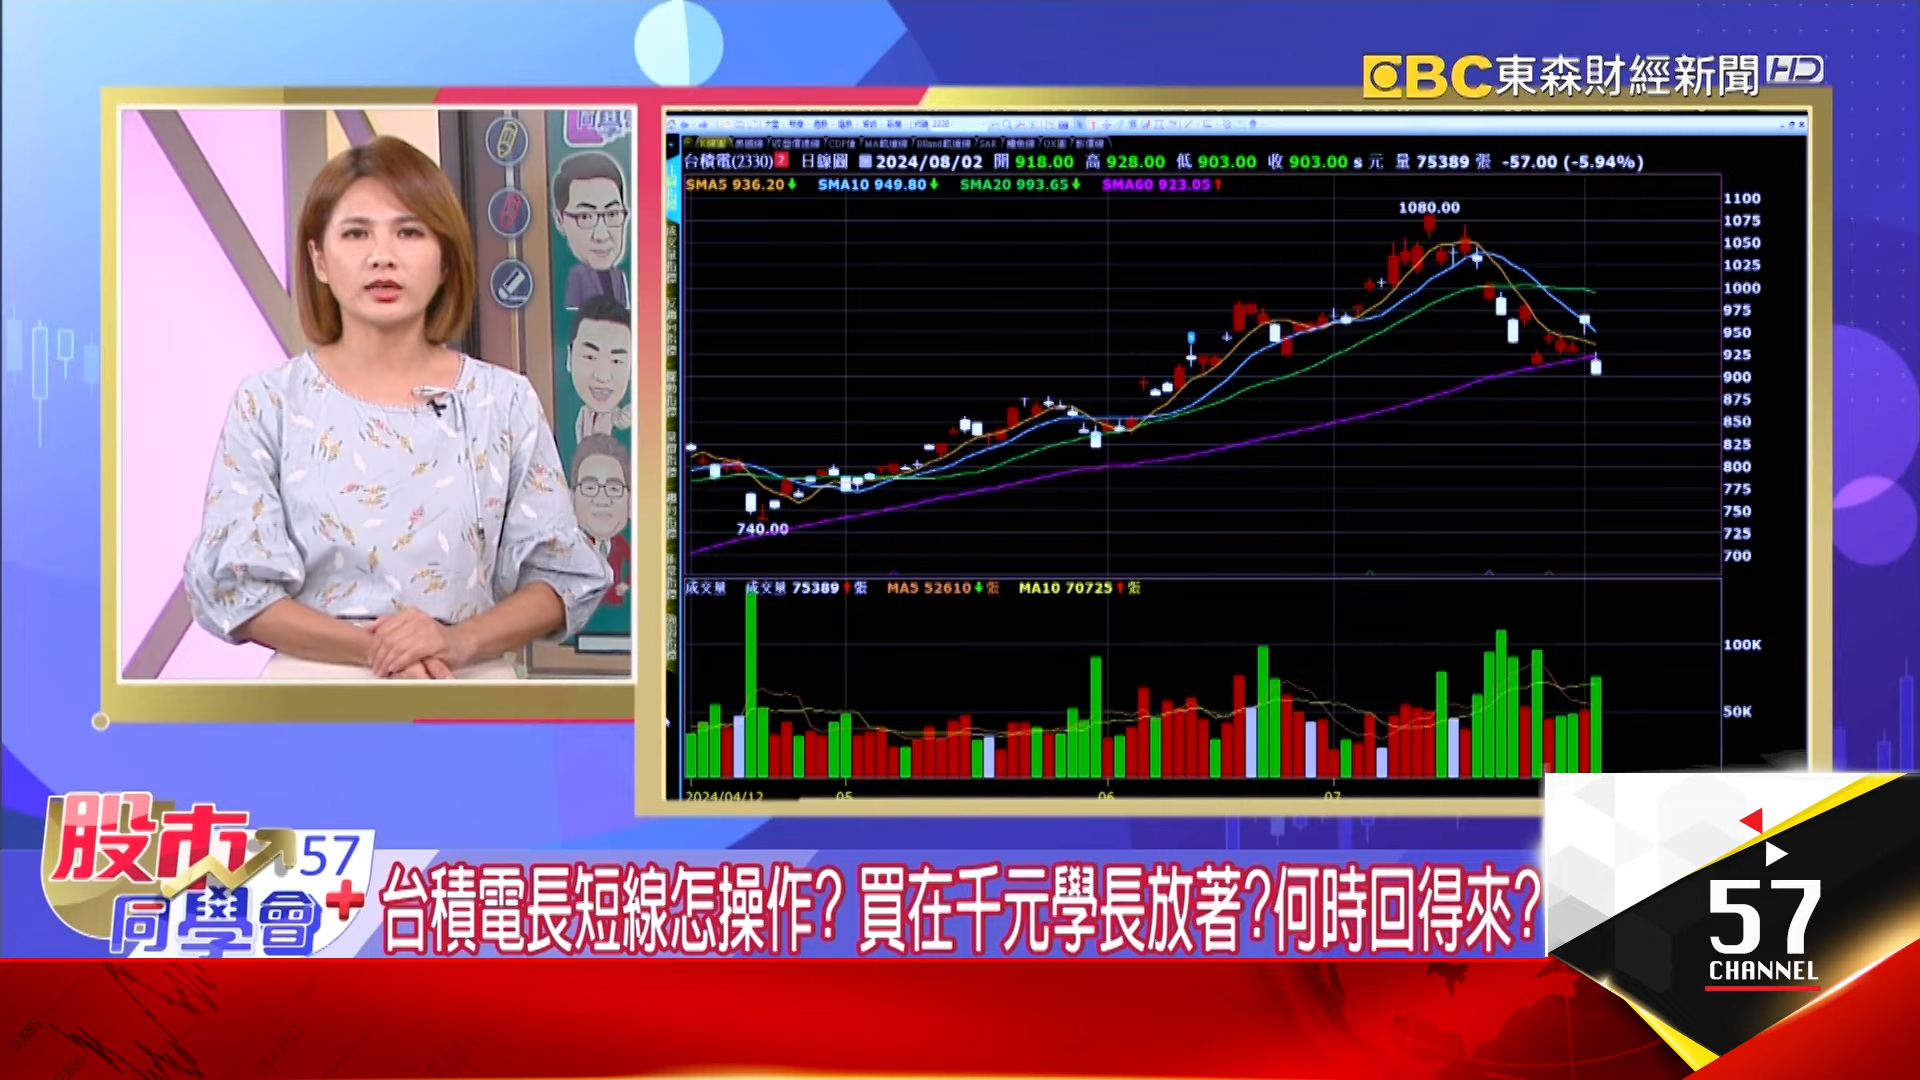 EBC東森財經新聞HD
台積電(2330) 2 日線圖 2024/08/02 開 918.00 高 928.00 低 903.00 收 903.00 s 元 量 75389 張 -57.00 (-5.94%)
SMA5 936.20↓ SMA10 949.80↓ SMA20 993.65↓ SMA60 923.05↑
1080.00
740.00
1100
1075
1050
1025
1000
975
950
925
900
875
850
825
800
775
750
725
700
成交量 成交量 75389↑張 MA5 52610↓張 MA10 70725↑張
100K
50K
2024/04/12 05 06 07
股市
57
同學會+
台積電長短線怎操作? 買在千元學長放著?何時回得來?
57
CHANNEL